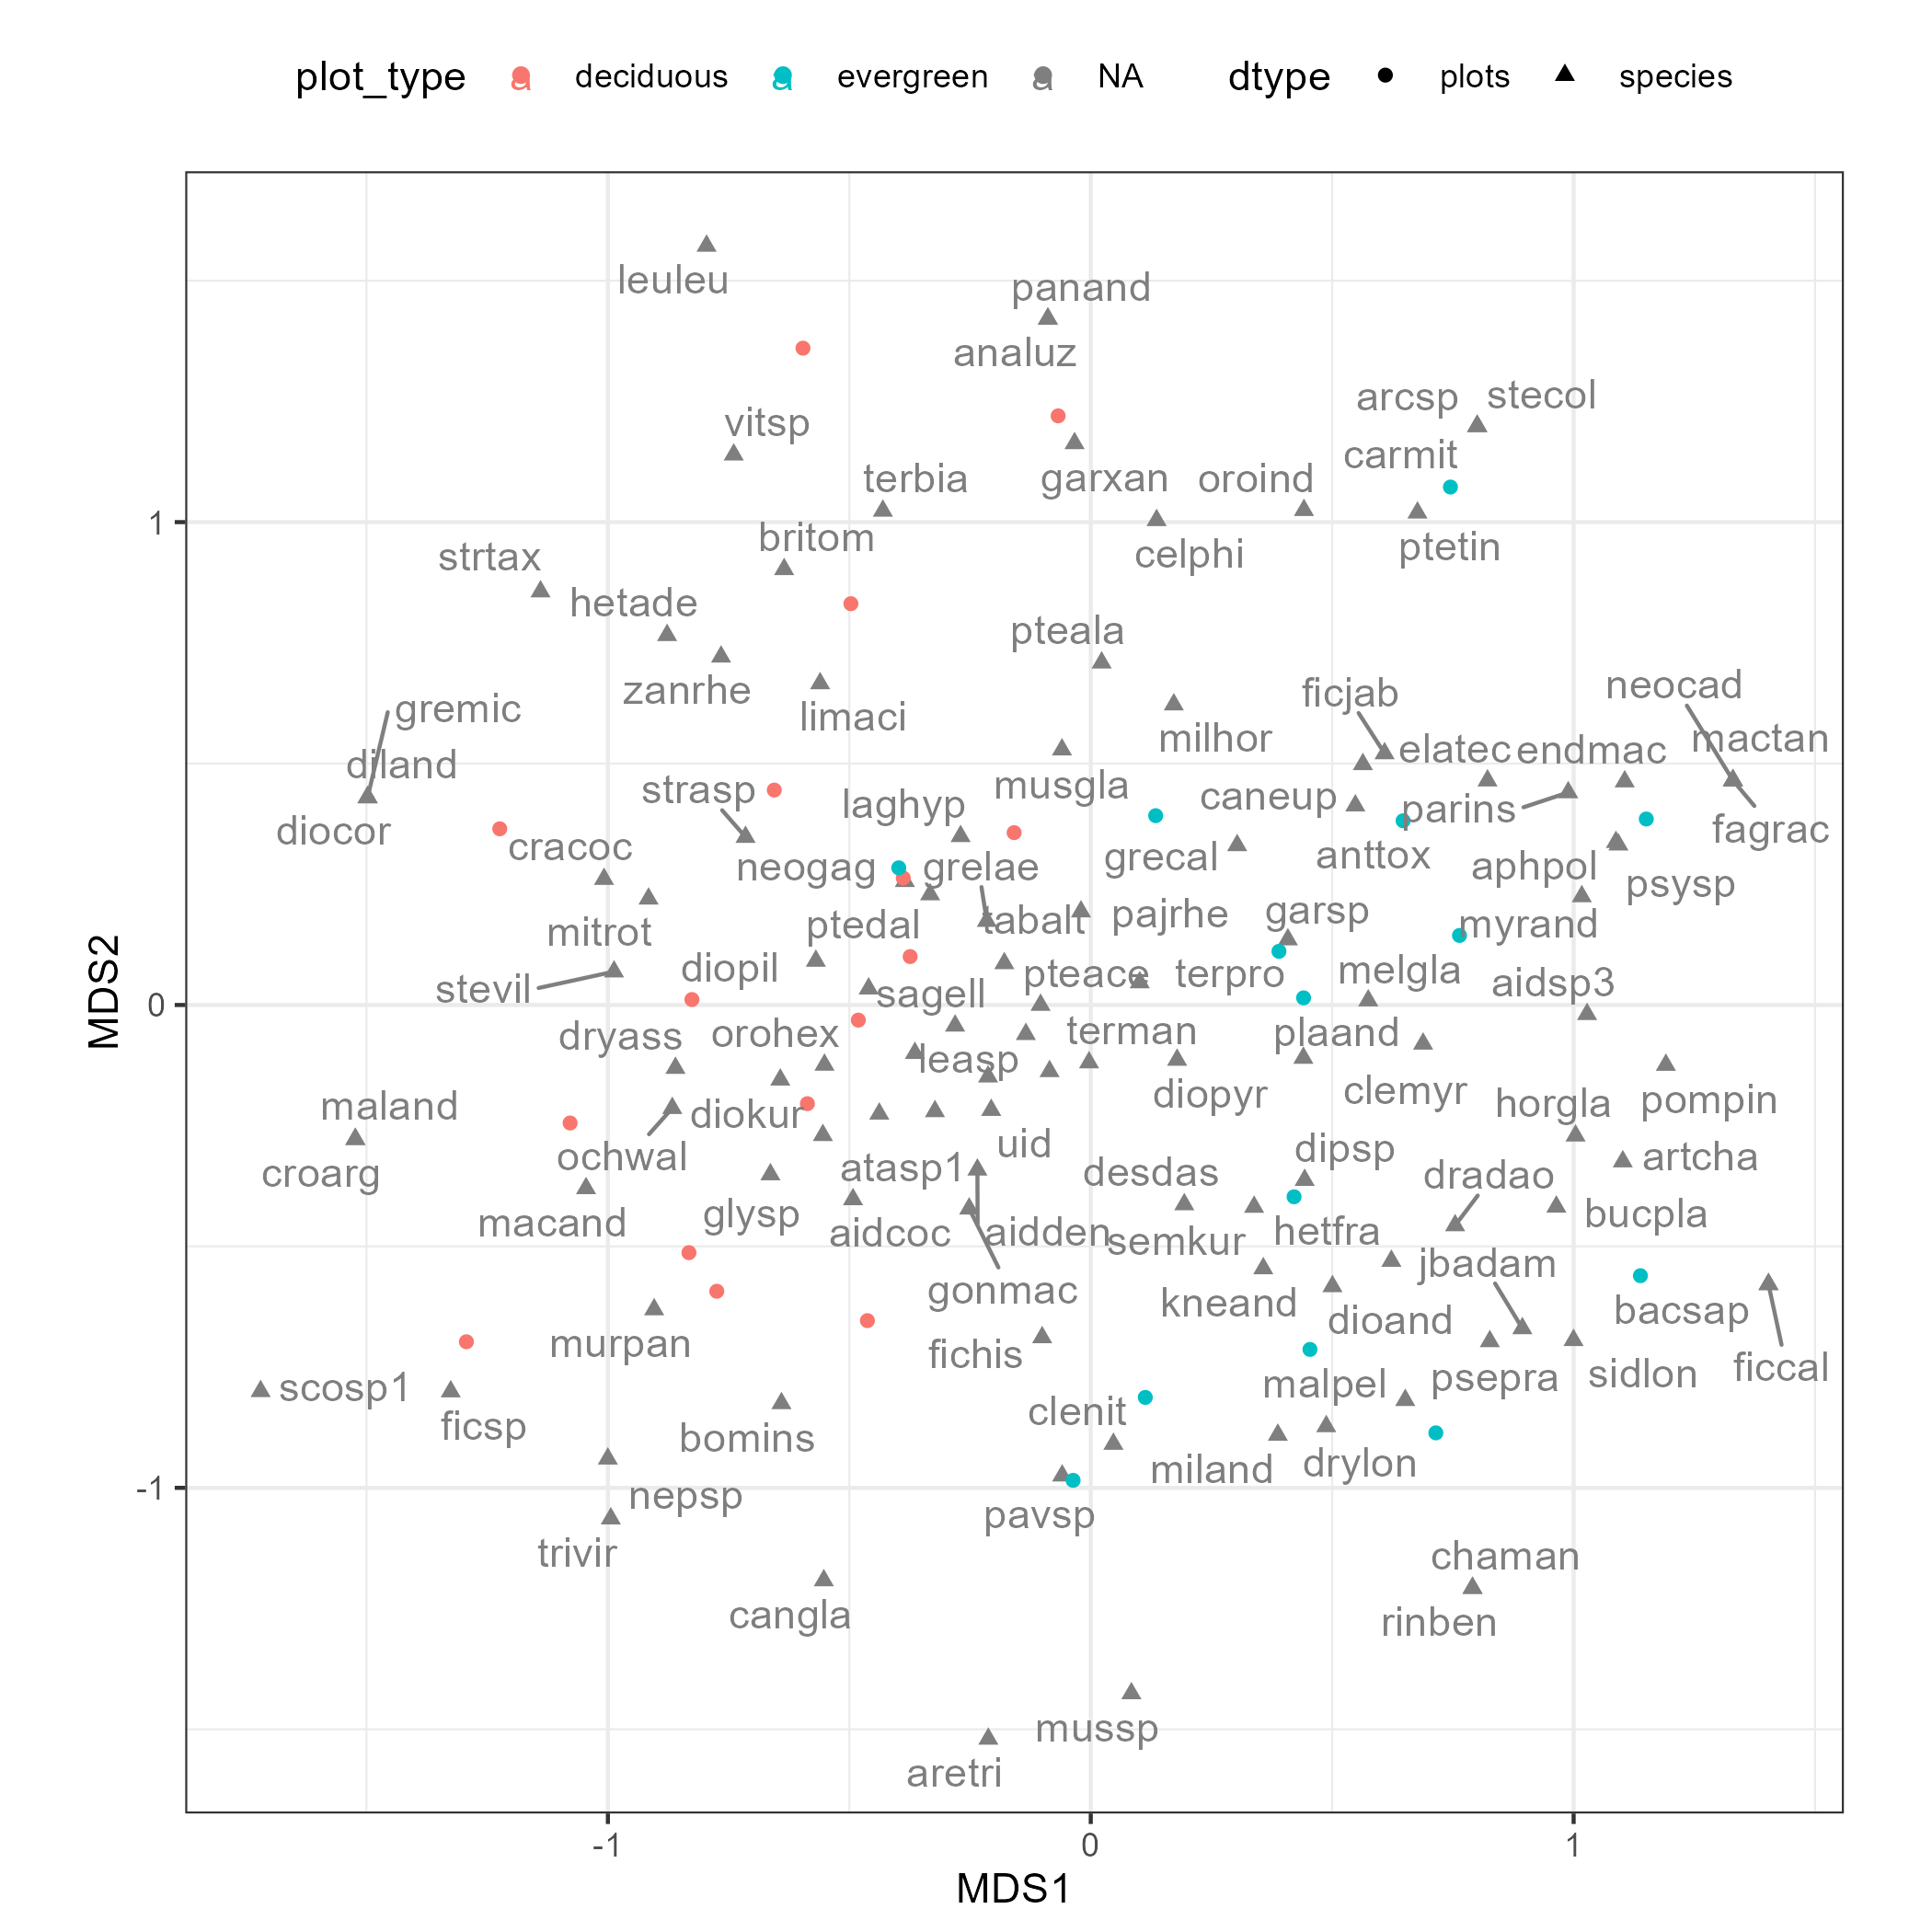 plot_type a deciduous a evergreen a NA dtype plots species
leuleu
panand
analuz
arcsp stecol
vitsp
carmit
terbia garxan oroind
britom
ptetin
strtax celphi
hetade
pteala
zanrhe ficjab neocad
gremic limaci
milhor mactan
diland elatec endmac
strasp musgla
laghyp caneup parins
diocor fagrac
cracoc grecal anttox
neogag grelae aphpol
psysp
mitrot ptedal tabalt pajrhe garsp myrand
diopil pteace terpro melgla
stevil sagell aidsp3
dryass orohex terman plaand
leasp
maland diokur diopyr clemyr horgla pompin
ochwal uid dipsp artcha
croarg atasp1 desdas dradao
macand glysp aidcoc aidden semkur hetfra bucpla
jbadam
gonmac kneand bacsap
murpan fichis dioand
scosp1 malpel psepra sidlon ficcal
ficsp bomins clenit
miland drylon
nepsp
pavsp
trivir chaman
cangla rinben
mussp
aretri
1
0
-1
MDS2
-1 0 1
MDS1